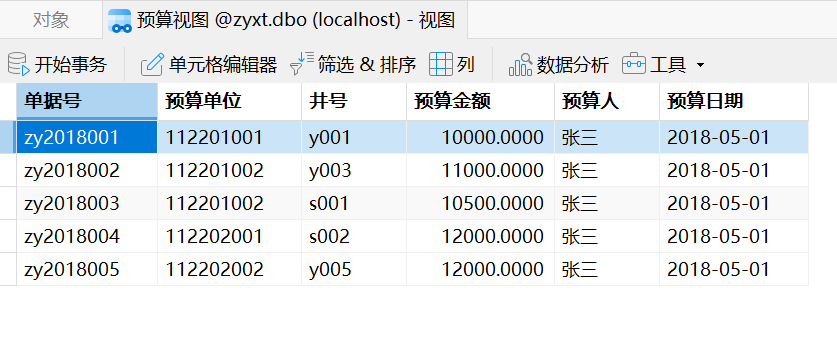 对象 预算视图 @zyxt.dbo (localhost) - 视图
开始事务 单元格编辑器 筛选 & 排序 列 数据分析 工具
单据号 预算单位 井号 预算金额 预算人 预算日期
zy2018001 112201001 y001 10000.0000 张三 2018-05-01
zy2018002 112201002 y003 11000.0000 张三 2018-05-01
zy2018003 112201002 s001 10500.0000 张三 2018-05-01
zy2018004 112202001 s002 12000.0000 张三 2018-05-01
zy2018005 112202002 y005 12000.0000 张三 2018-05-01